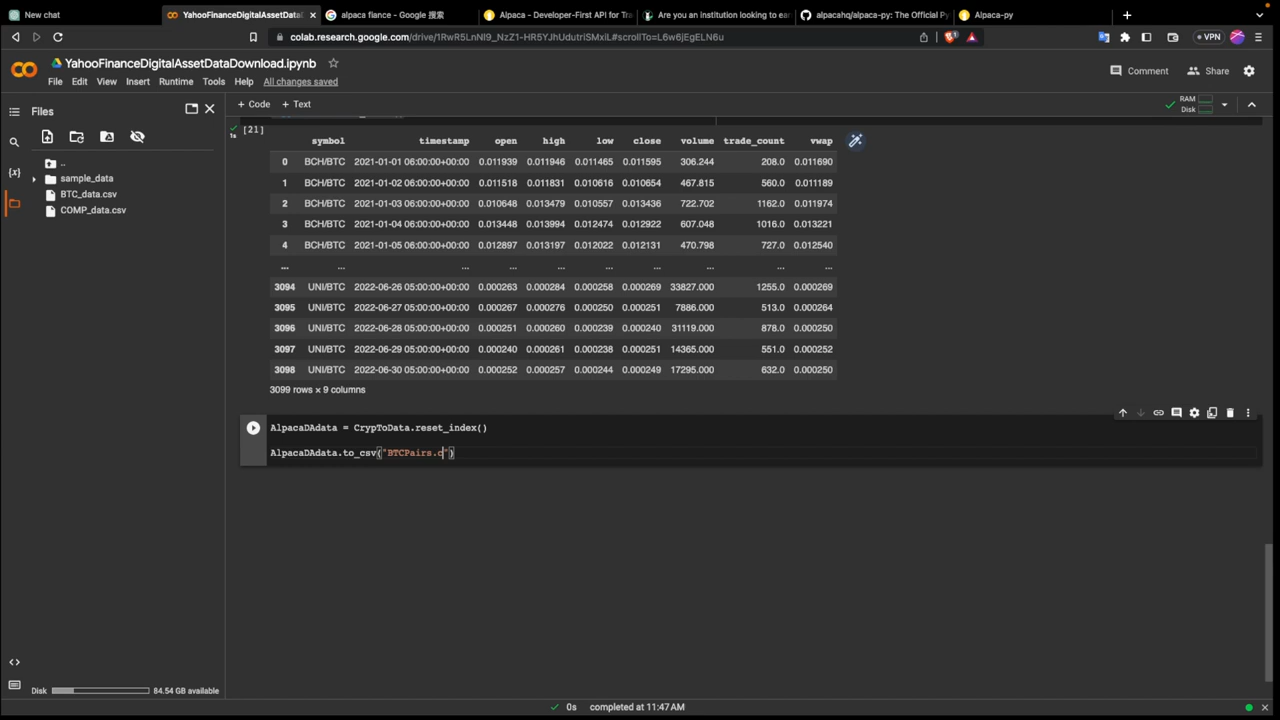 New chat
YahooFinanceDigitalAssetDataD
alpaca fiance - Google 搜索
Alpaca - Developer-First API for Tra
Are you an institution looking to ear
alpacahq/alpaca-py: The Official Py
Alpaca-py
colab.research.google.com/drive/1RwR5LnNI9_NzZ1-HR5YJhUdutriSMxiL#scrollTo=L6w6jEgELN6u
VPN
YahooFinanceDigitalAssetDataDownload.ipynb
File Edit View Insert Runtime Tools Help All changes saved
Comment
Share
+ Code + Text
RAM
Disk
Files
..
sample_data
BTC_data.csv
COMP_data.csv
Disk 84.54 GB available
[21]
1s
symbol timestamp open high low close volume trade_count vwap
0 BCH/BTC 2021-01-01 06:00:00+00:00 0.011939 0.011946 0.011465 0.011595 306.244 208.0 0.011690
1 BCH/BTC 2021-01-02 06:00:00+00:00 0.011518 0.011831 0.010616 0.010654 467.815 560.0 0.011189
2 BCH/BTC 2021-01-03 06:00:00+00:00 0.010648 0.013479 0.010557 0.013436 722.702 1162.0 0.011974
3 BCH/BTC 2021-01-04 06:00:00+00:00 0.013448 0.013994 0.012474 0.012922 607.048 1016.0 0.013221
4 BCH/BTC 2021-01-05 06:00:00+00:00 0.012897 0.013197 0.012022 0.012131 470.798 727.0 0.012540
... ... ... ... ... ... ... ... ... ...
3094 UNI/BTC 2022-06-26 05:00:00+00:00 0.000263 0.000284 0.000258 0.000269 33827.000 1255.0 0.000269
3095 UNI/BTC 2022-06-27 05:00:00+00:00 0.000267 0.000276 0.000250 0.000251 7886.000 513.0 0.000264
3096 UNI/BTC 2022-06-28 05:00:00+00:00 0.000251 0.000260 0.000239 0.000240 31119.000 878.0 0.000250
3097 UNI/BTC 2022-06-29 05:00:00+00:00 0.000240 0.000261 0.000238 0.000251 14365.000 551.0 0.000252
3098 UNI/BTC 2022-06-30 05:00:00+00:00 0.000252 0.000257 0.000244 0.000249 17295.000 632.0 0.000250
3099 rows × 9 columns
AlpacaDAdata = CrypToData.reset_index()
AlpacaDAdata.to_csv("BTCPairs.c")
0s completed at 11:47AM